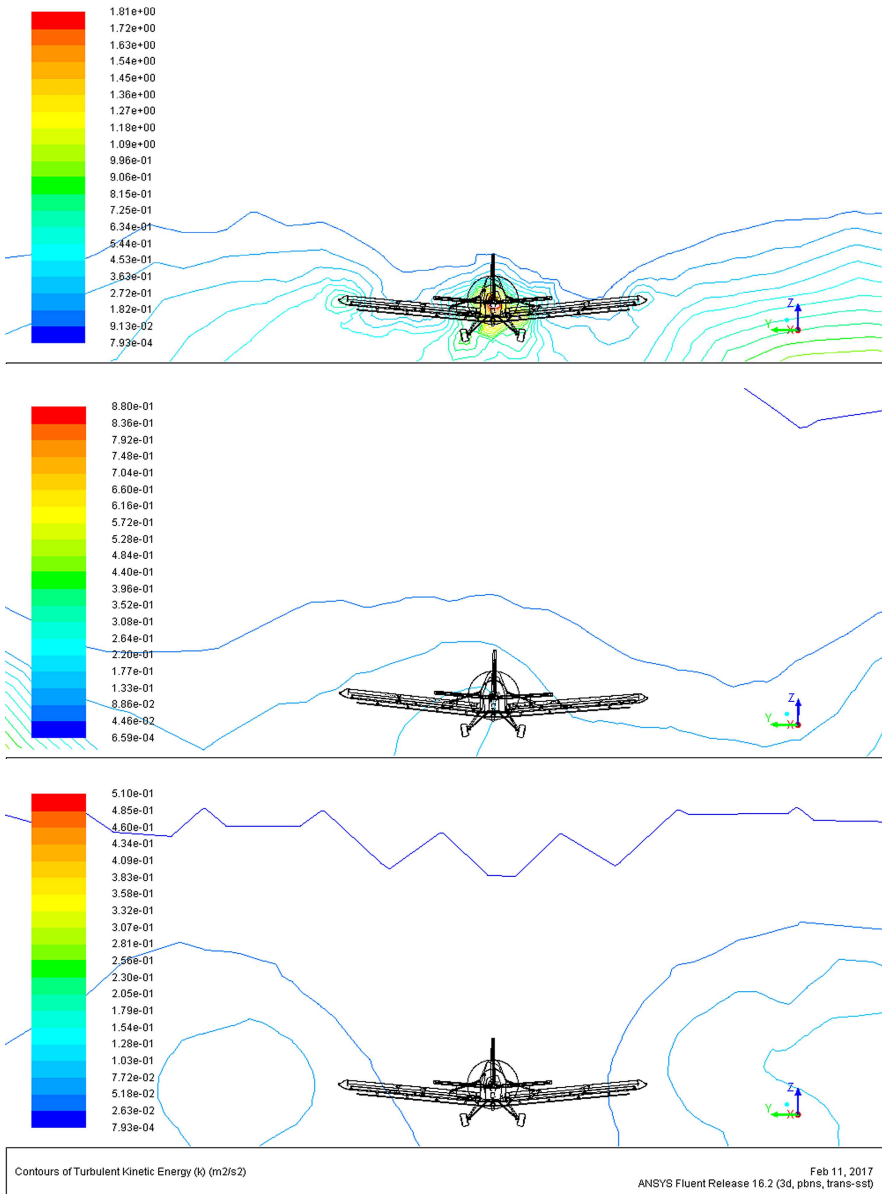 1.81e+00
1.72e+00
1.63e+00
1.54e+00
1.45e+00
1.36e+00
1.27e+00
1.18e+00
1.09e+00
9.96e-01
9.06e-01
8.15e-01
7.25e-01
6.34e-01
5.44e-01
4.53e-01
3.63e-01
2.72e-01
1.82e-01
9.13e-02
7.93e-04
Z
Y
X
8.80e-01
8.36e-01
7.92e-01
7.48e-01
7.04e-01
6.60e-01
6.16e-01
5.72e-01
5.28e-01
4.84e-01
4.40e-01
3.96e-01
3.52e-01
3.08e-01
2.64e-01
2.20e-01
1.77e-01
1.33e-01
8.86e-02
4.46e-02
6.59e-04
Z
Y
X
5.10e-01
4.85e-01
4.60e-01
4.34e-01
4.09e-01
3.83e-01
3.58e-01
3.32e-01
3.07e-01
2.81e-01
2.56e-01
2.30e-01
2.05e-01
1.79e-01
1.54e-01
1.28e-01
1.03e-01
7.72e-02
5.18e-02
2.63e-02
7.93e-04
Z
Y
X
Contours of Turbulent Kinetic Energy (k) (m2/s2)
Feb 11, 2017
ANSYS Fluent Release 16.2 (3d, pbns, trans-sst)